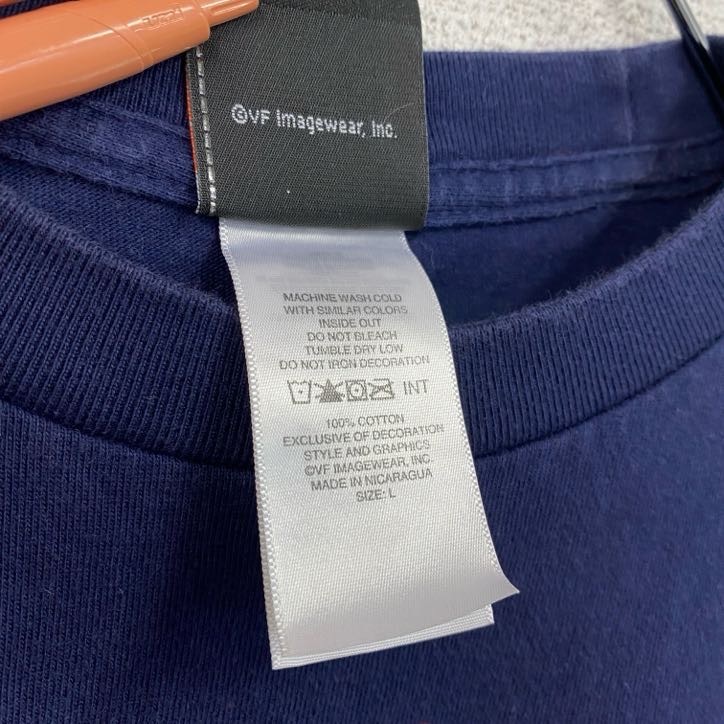 ©VF Imagewear, Inc.
MACHINE WASH COLD
WITH SIMILAR COLORS
INSIDE OUT
DO NOT BLEACH
TUMBLE DRY LOW
DO NOT IRON DECORATION
INT
100% COTTON
EXCLUSIVE OF DECORATION
STYLE AND GRAPHICS
©VF IMAGEWEAR, INC.
MADE IN NICARAGUA
SIZE: L